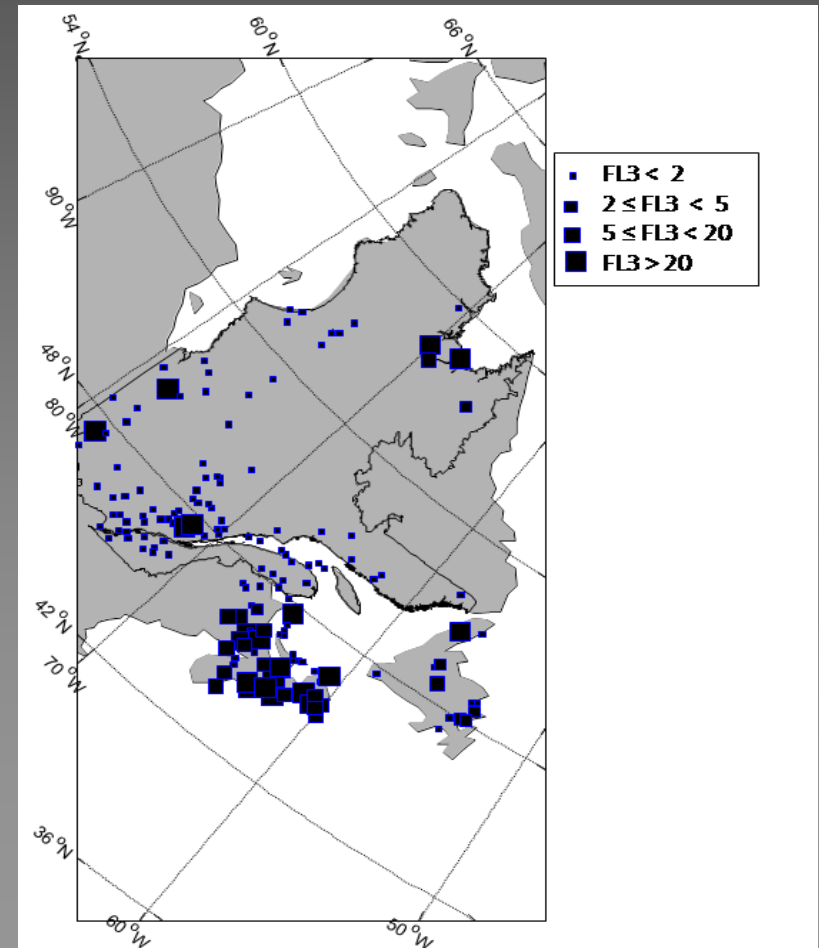 54 °N
60 °N
66 °N
90 °W
FL3 < 2
2 ≤ FL3 < 5
5 ≤ FL3 < 20
FL3 > 20
48 °N
80 °W
42 °N
70 °W
36 °N
60 °W
50 °W